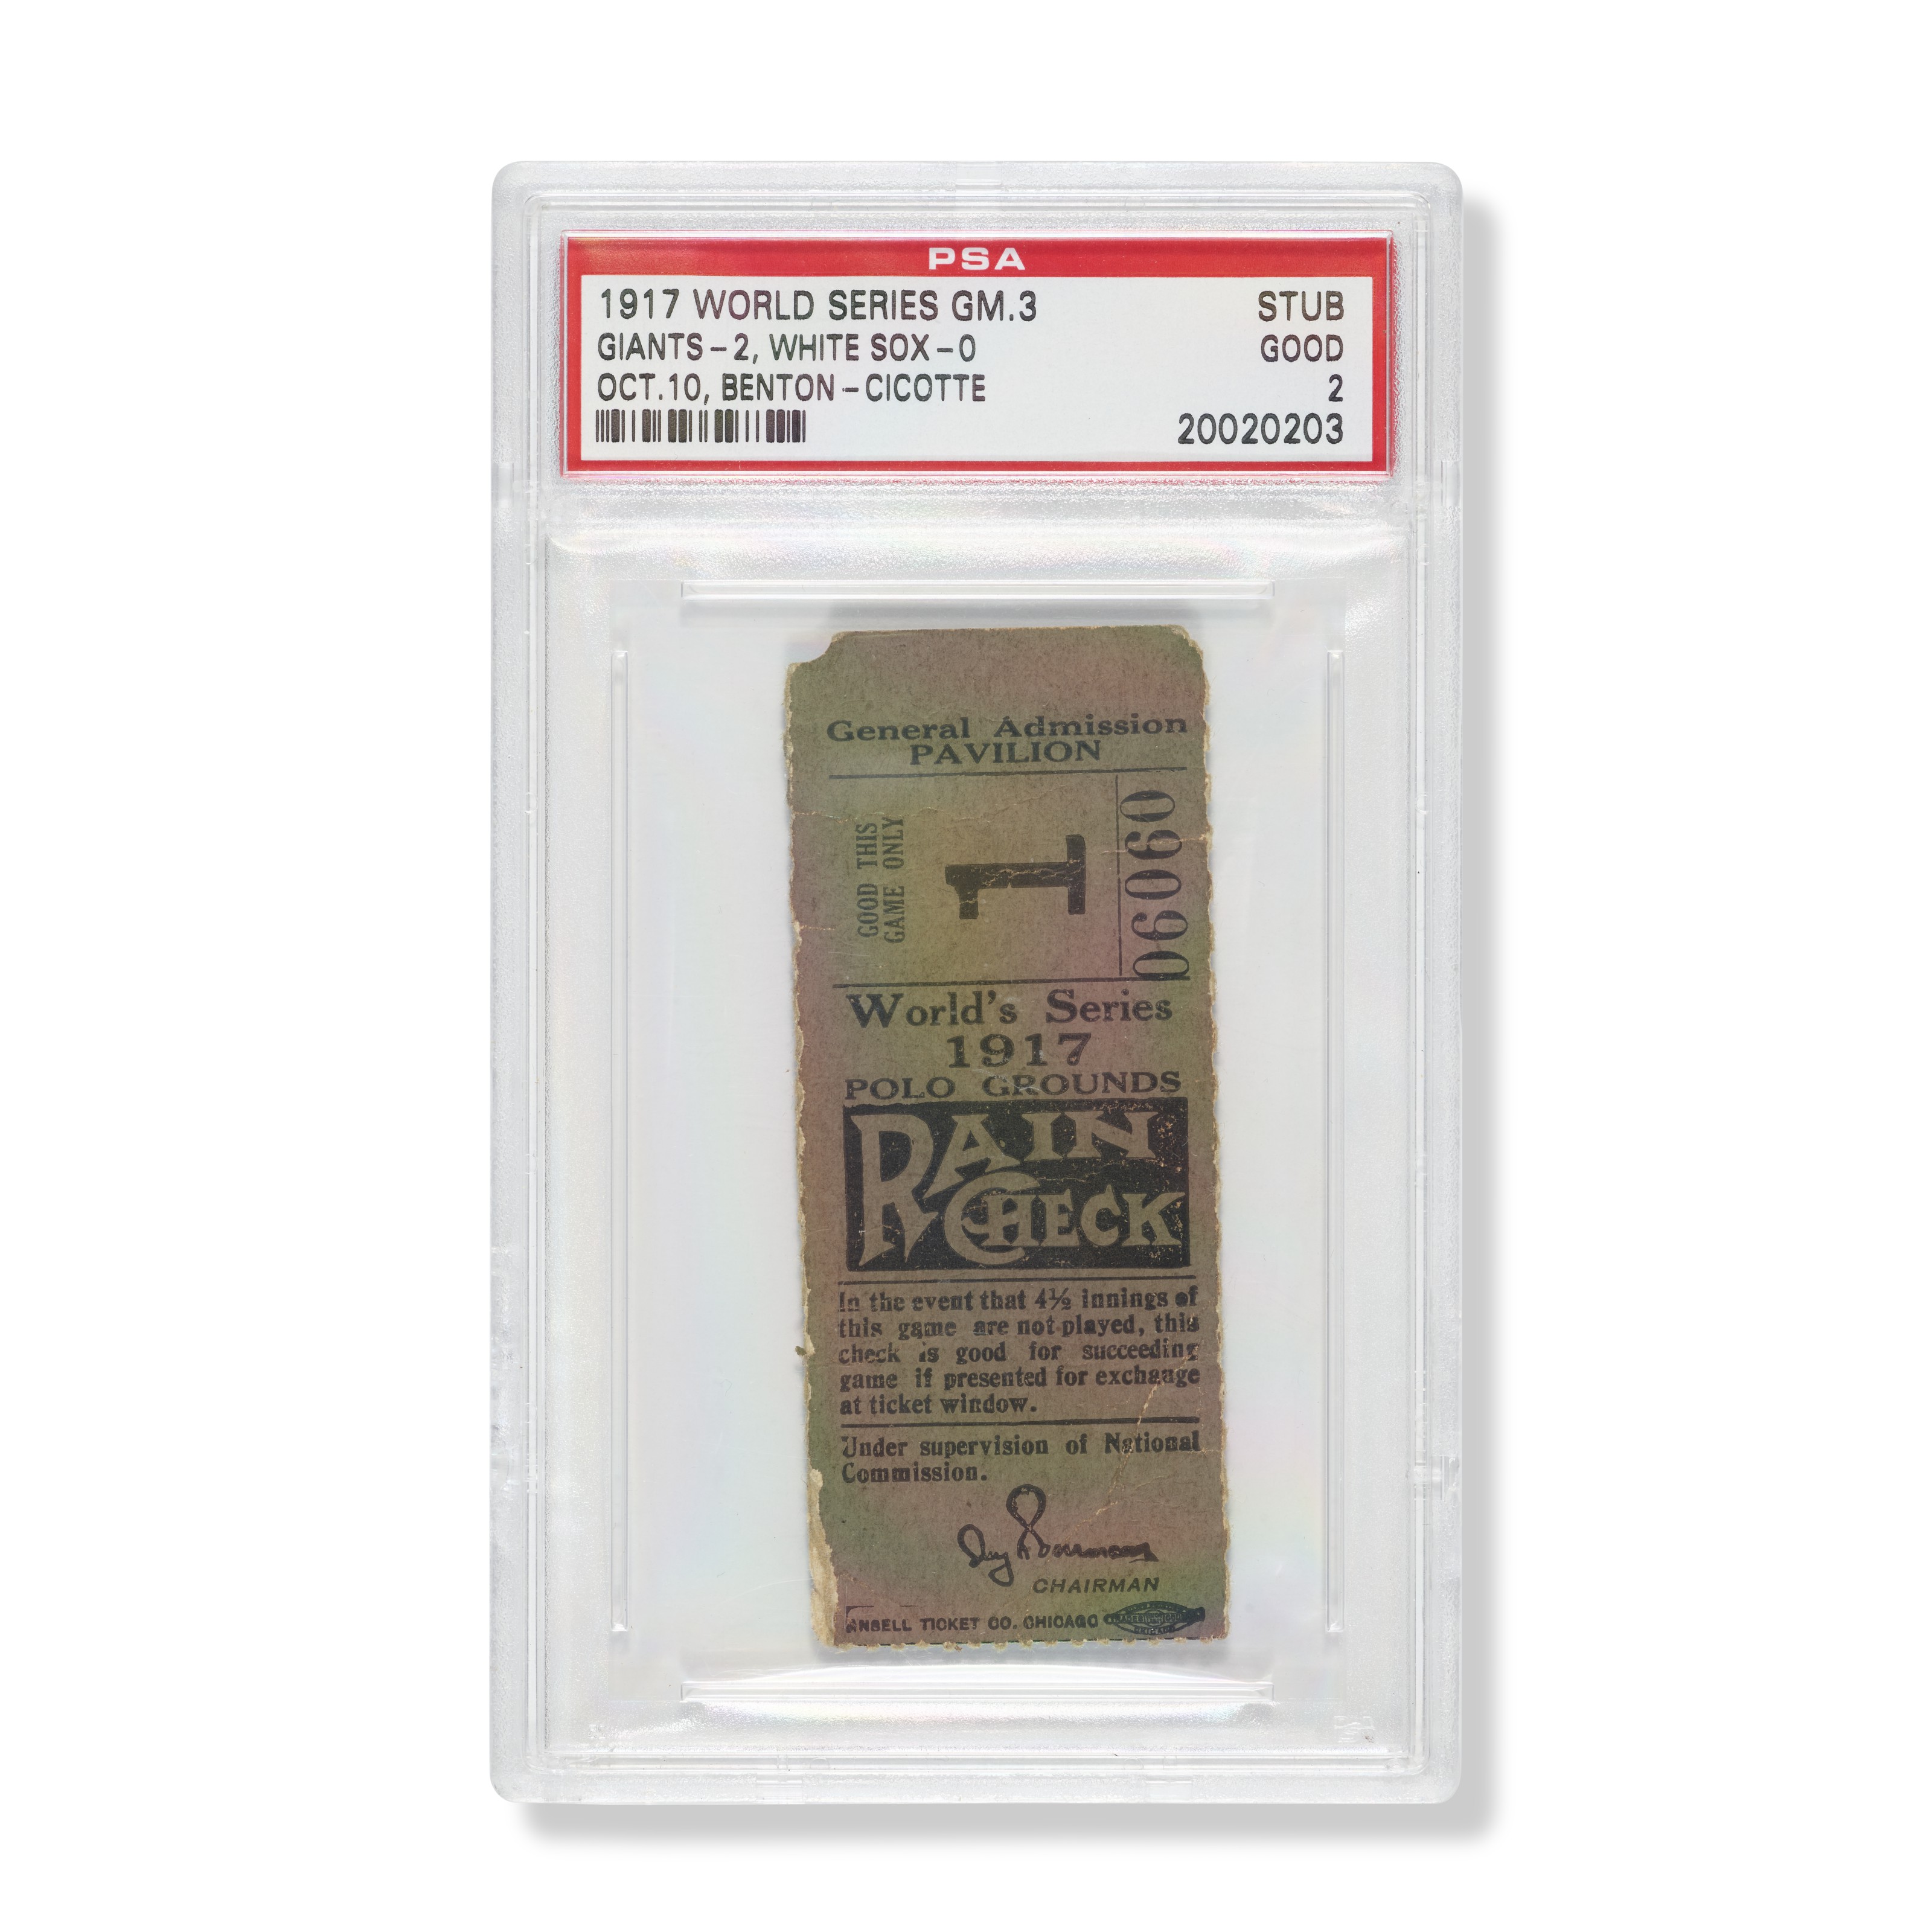 PSA
1917 WORLD SERIES GM.3 STUB
GIANTS-2, WHITE SOX-0 GOOD
OCT.10, BENTON-CICOTTE 2
20020203
General Admission
PAVILION
GOOD THIS
GAME ONLY
1
06060
World's Series
1917
POLO GROUNDS
RAIN
CHECK
In the event that 4½ innings of
this game are not played, this
check is good for succeeding
game if presented for exchange
at ticket window.
Under supervision of National
Commission.
CHAIRMAN
ANSELL TICKET CO. CHICAGO